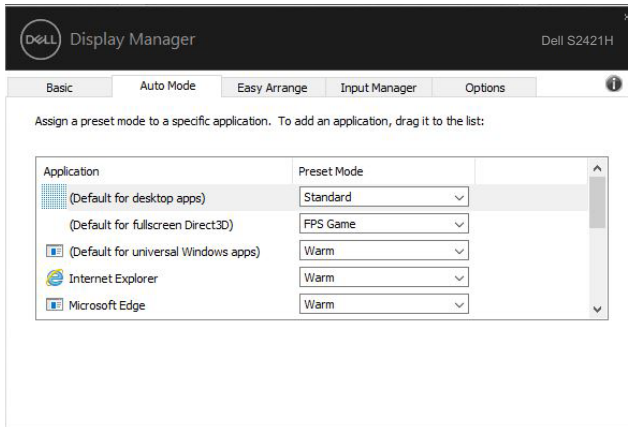 DELL Display Manager Dell S2421H
Basic Auto Mode Easy Arrange Input Manager Options
Assign a preset mode to a specific application. To add an application, drag it to the list:
Application Preset Mode
(Default for desktop apps) Standard
(Default for fullscreen Direct3D) FPS Game
(Default for universal Windows apps) Warm
Internet Explorer Warm
Microsoft Edge Warm